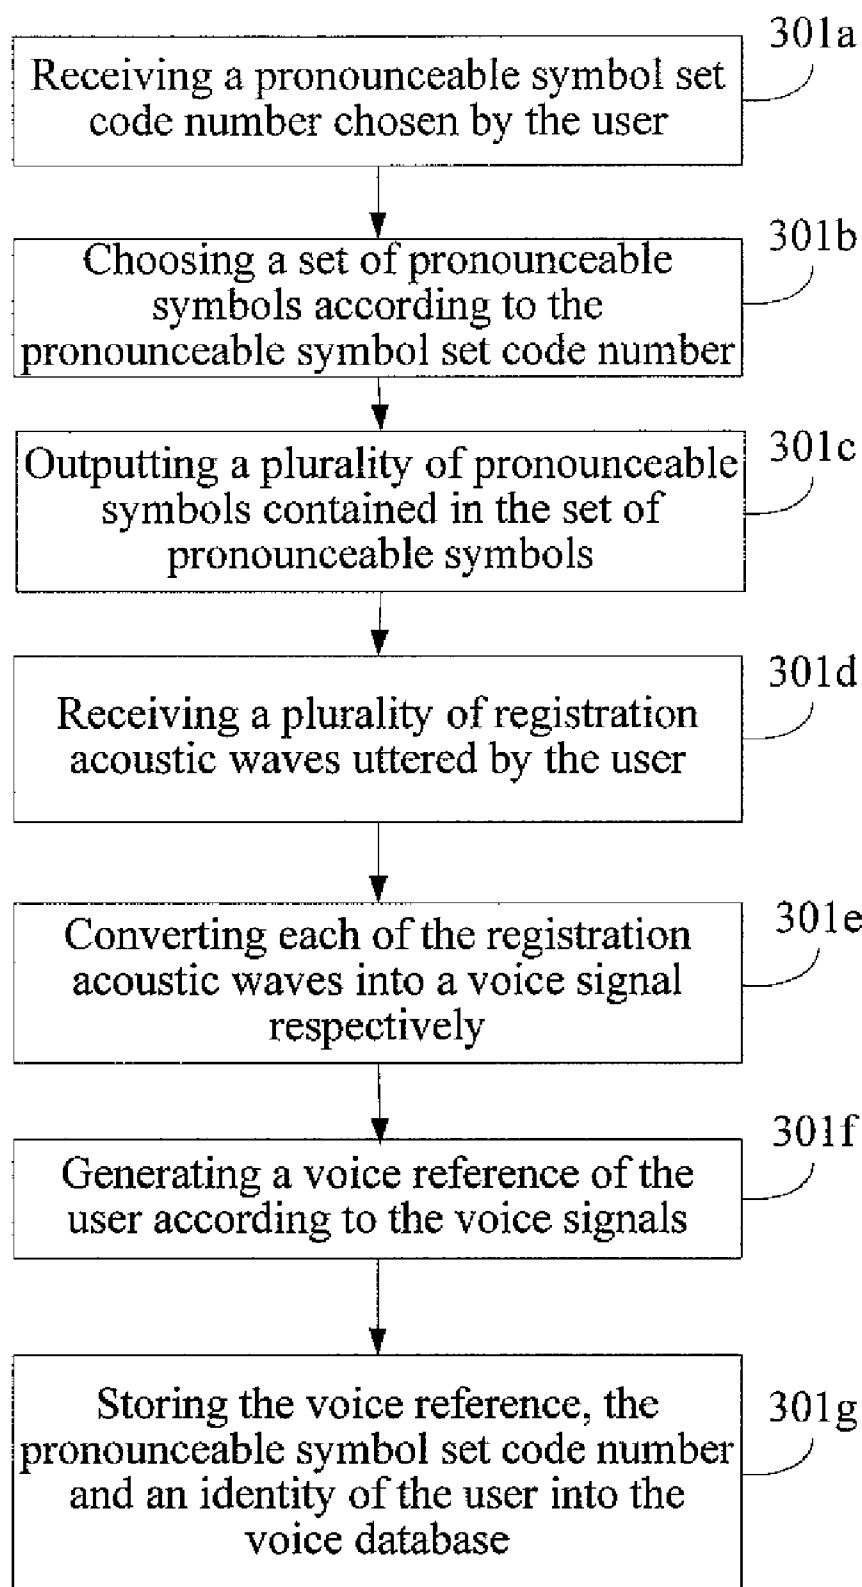 301a
Receiving a pronounceable symbol set
code number chosen by the user
301b
Choosing a set of pronounceable
symbols according to the
pronounceable symbol set code number
301c
Outputting a plurality of pronounceable
symbols contained in the set of
pronounceable symbols
301d
Receiving a plurality of registration
acoustic waves uttered by the user
301e
Converting each of the registration
acoustic waves into a voice signal
respectively
301f
Generating a voice reference of the
user according to the voice signals
301g
Storing the voice reference, the
pronounceable symbol set code number
and an identity of the user into the
voice database